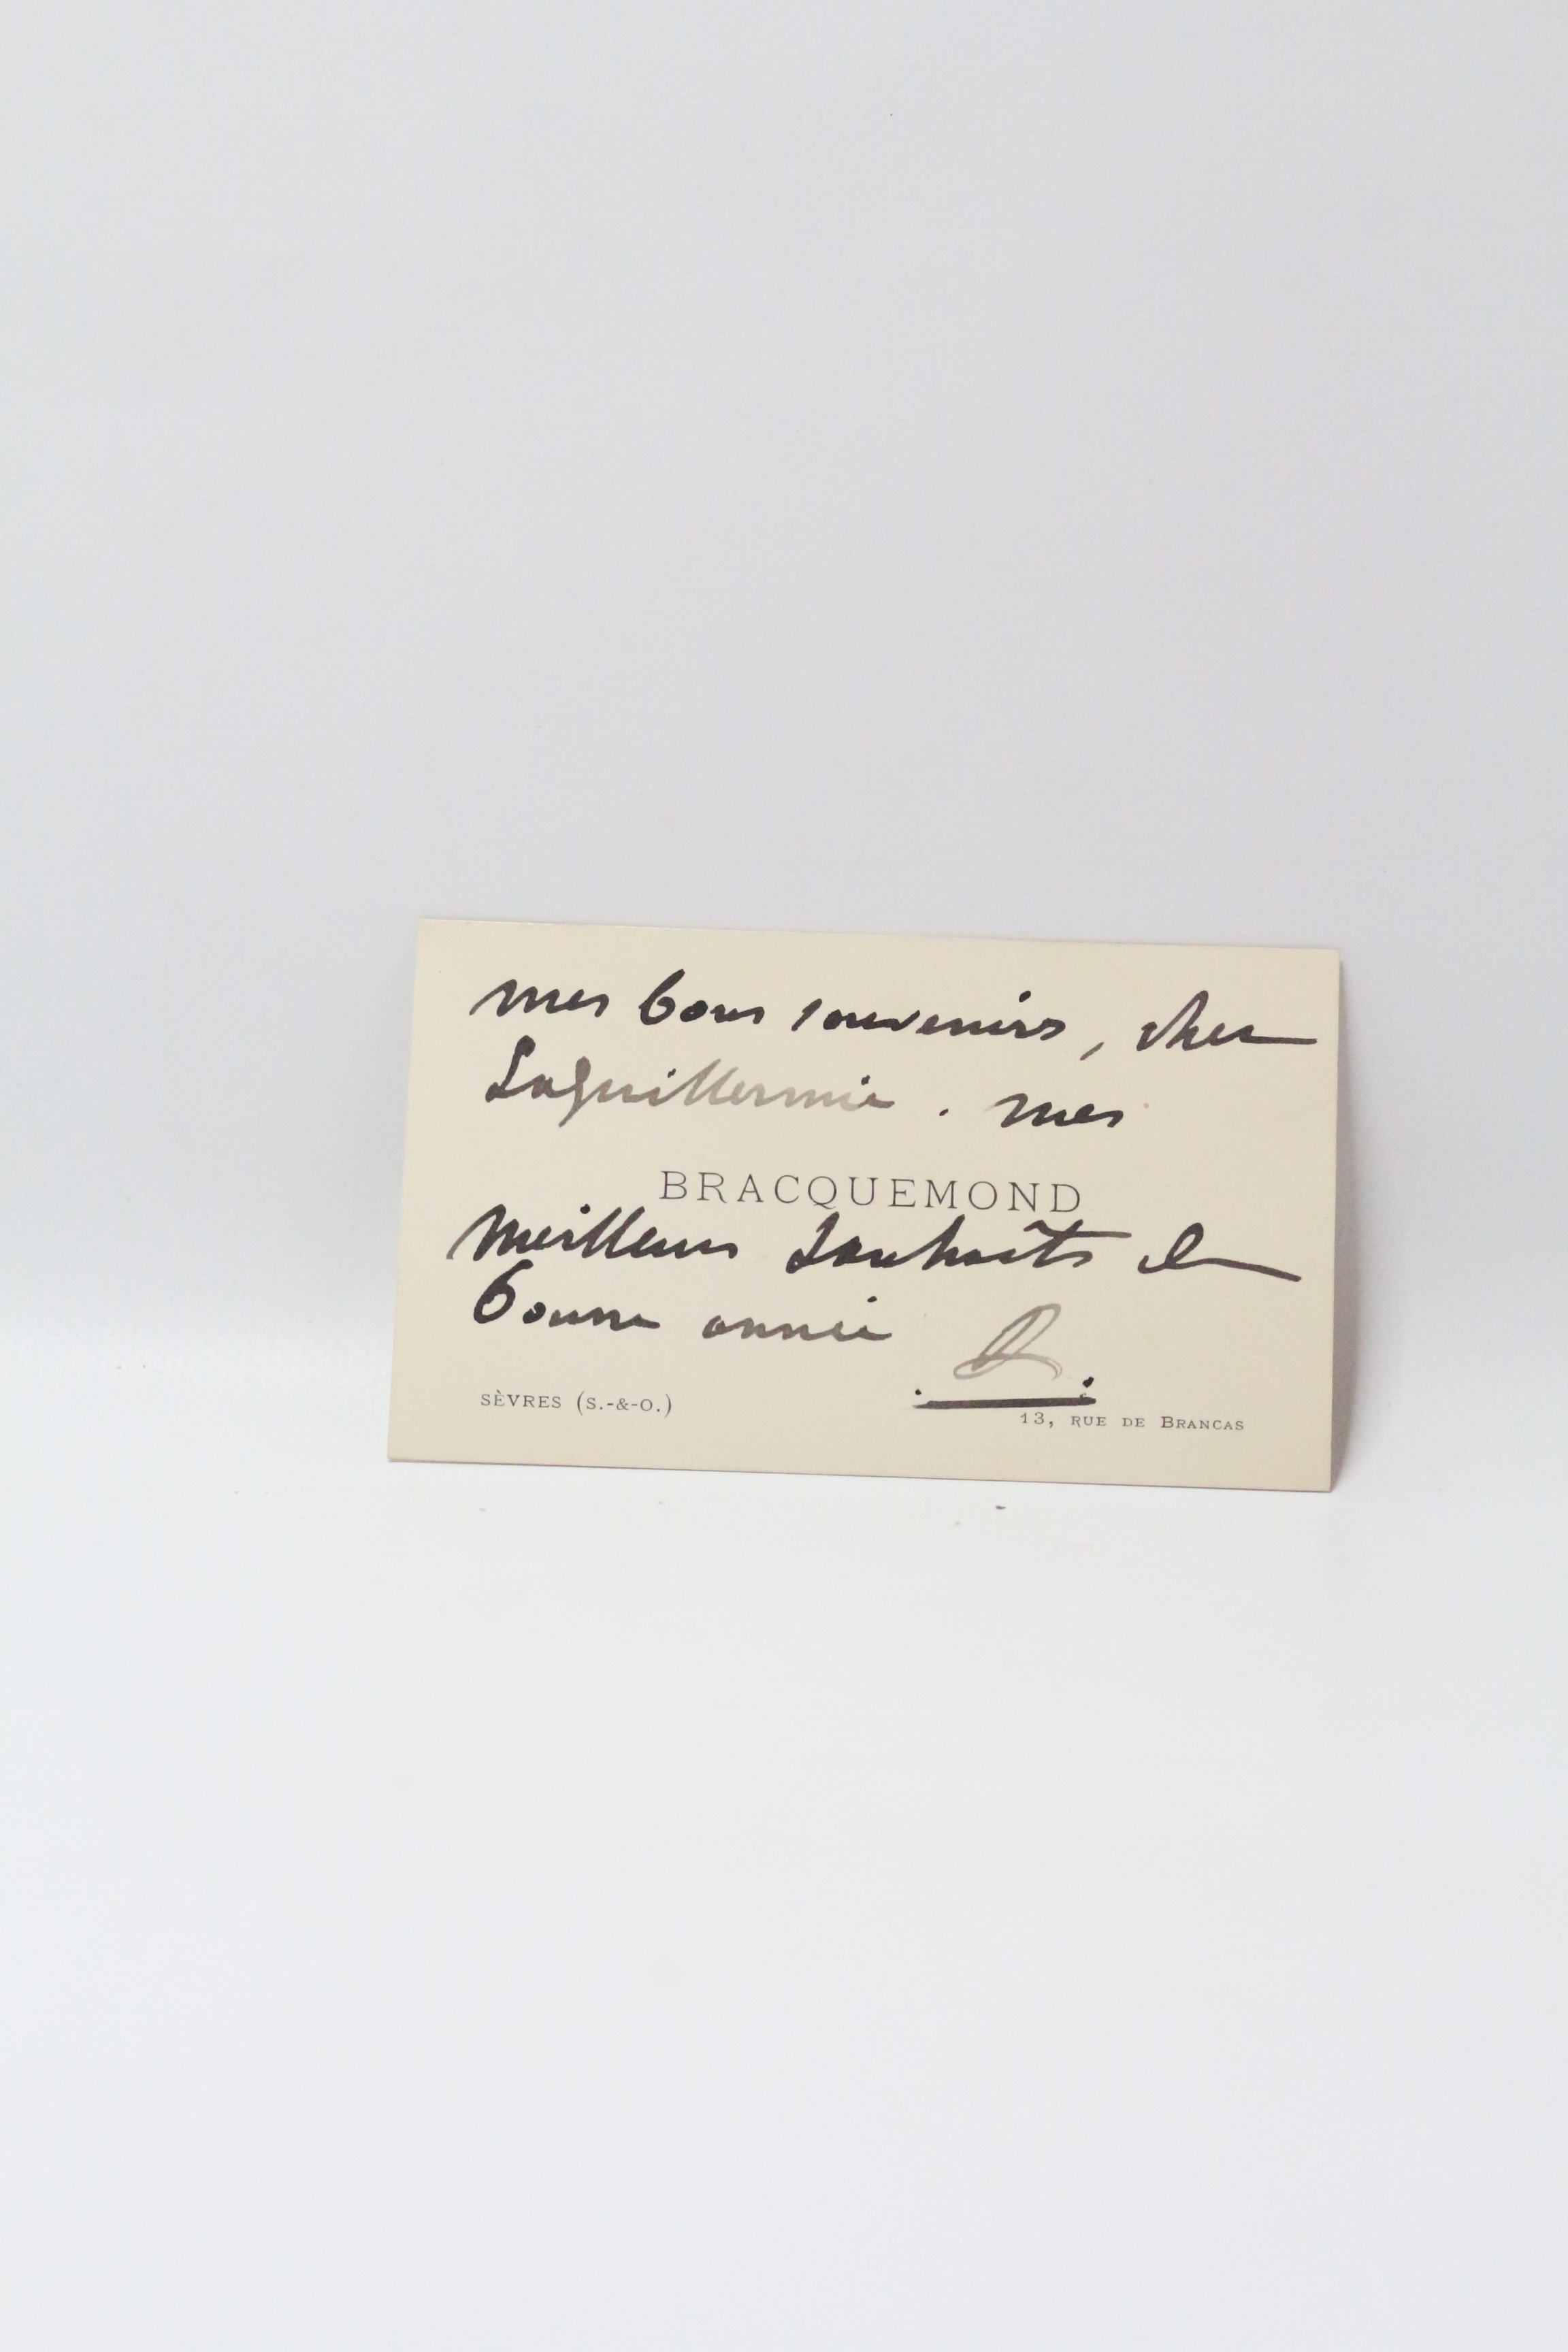 mes bons souvenirs, cher
Laguillermie. mes
BRACQUEMOND
meilleurs souhaits de
bonne année
B.
SÈVRES (S.-&-O.)
13, RUE DE BRANCAS